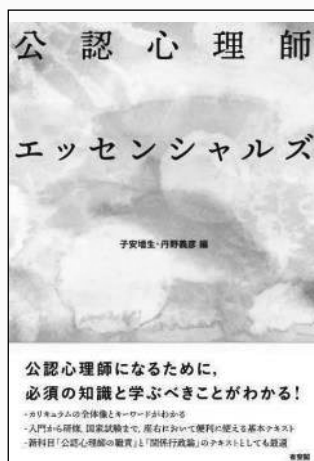 公認心理師
エッセンシャルズ
子安増生・丹野義彦 編
公認心理師になるために,
必須の知識と学ぶべきことがわかる!
・カリキュラムの全体像とキーワードがわかる
・入門から研修, 国家試験まで, 座右において便利に使える基本テキスト
・新科目「公認心理師の職責」と「関係行政論」のテキストとしても最適
有斐閣